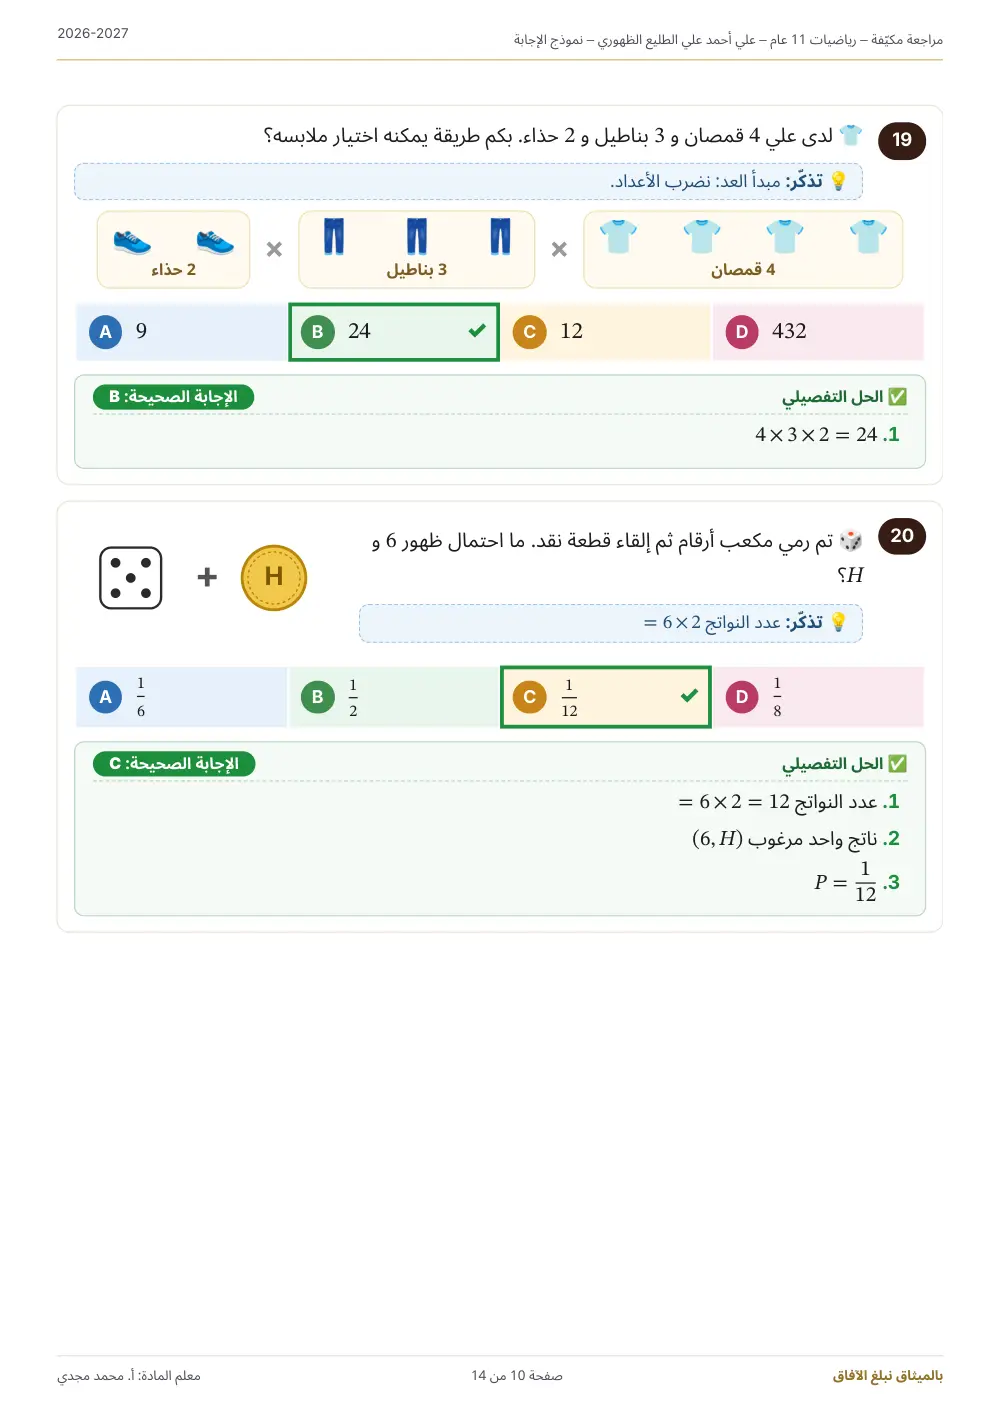 مراجعة مكيّفة – رياضيات 11 عام – علي أحمد علي الطليع الظهوري – نموذج الإجابة
2026-2027
19
لدى علي 4 قمصان و 3 بناطيل و 2 حذاء. بكم طريقة يمكنه اختيار ملابسه؟
تذكّر: مبدأ العد: نضرب الأعداد.
4 قمصان × 3 بناطيل × 2 حذاء
A 9 B 24 ✔ C 12 D 432
✅ الحل التفصيلي
الإجابة الصحيحة: B
1. 4 × 3 × 2 = 24
20
تم رمي مكعب أرقام ثم إلقاء قطعة نقد. ما احتمال ظهور 6 و
H؟
H +
تذكّر: عدد النواتج 6 × 2 =
A 1/6 B 1/2 C 1/12 ✔ D 1/8
✅ الحل التفصيلي
الإجابة الصحيحة: C
1. عدد النواتج = 6 × 2 = 12
2. ناتج واحد مرغوب (6, H)
3. P = 1/12
بالميثاق نبلغ الآفاق
صفحة 10 من 14
معلم المادة: أ. محمد مجدي